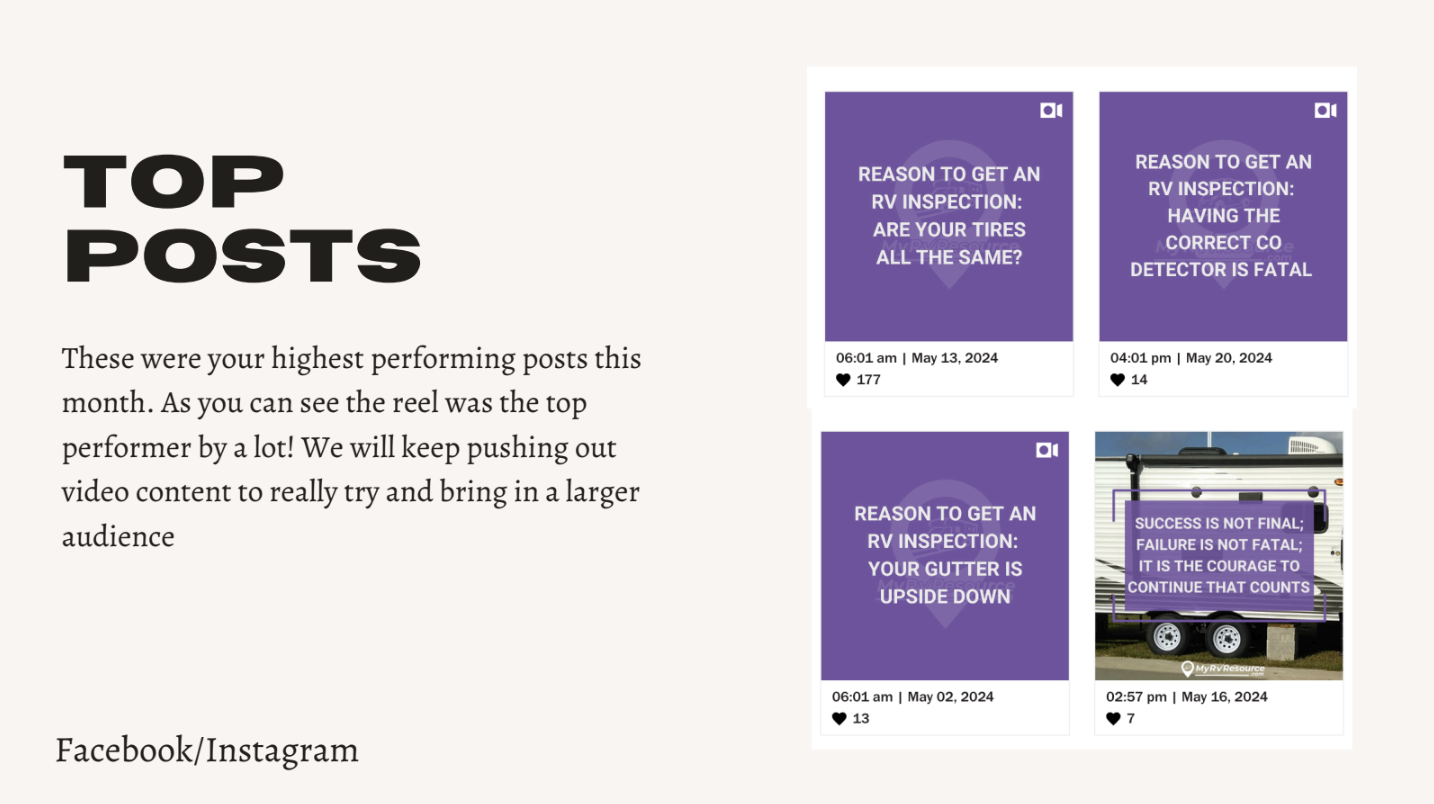 TOP
POSTS
These were your highest performing posts this
month. As you can see the reel was the top
performer by a lot! We will keep pushing out
video content to really try and bring in a larger
audience
Facebook/Instagram
REASON TO GET AN
RV INSPECTION:
ARE YOUR TIRES
ALL THE SAME?
MyRVResource
06:01 am | May 13, 2024
177
REASON TO GET AN
RV INSPECTION:
HAVING THE
CORRECT CO
DETECTOR IS FATAL
MyRVResource
.com
04:01 pm | May 20, 2024
14
REASON TO GET AN
RV INSPECTION:
YOUR GUTTER IS
UPSIDE DOWN
MyRVResource
06:01 am | May 02, 2024
13
SUCCESS IS NOT FINAL;
FAILURE IS NOT FATAL;
IT IS THE COURAGE TO
CONTINUE THAT COUNTS
MyRVResource
.com
02:57 pm | May 16, 2024
7